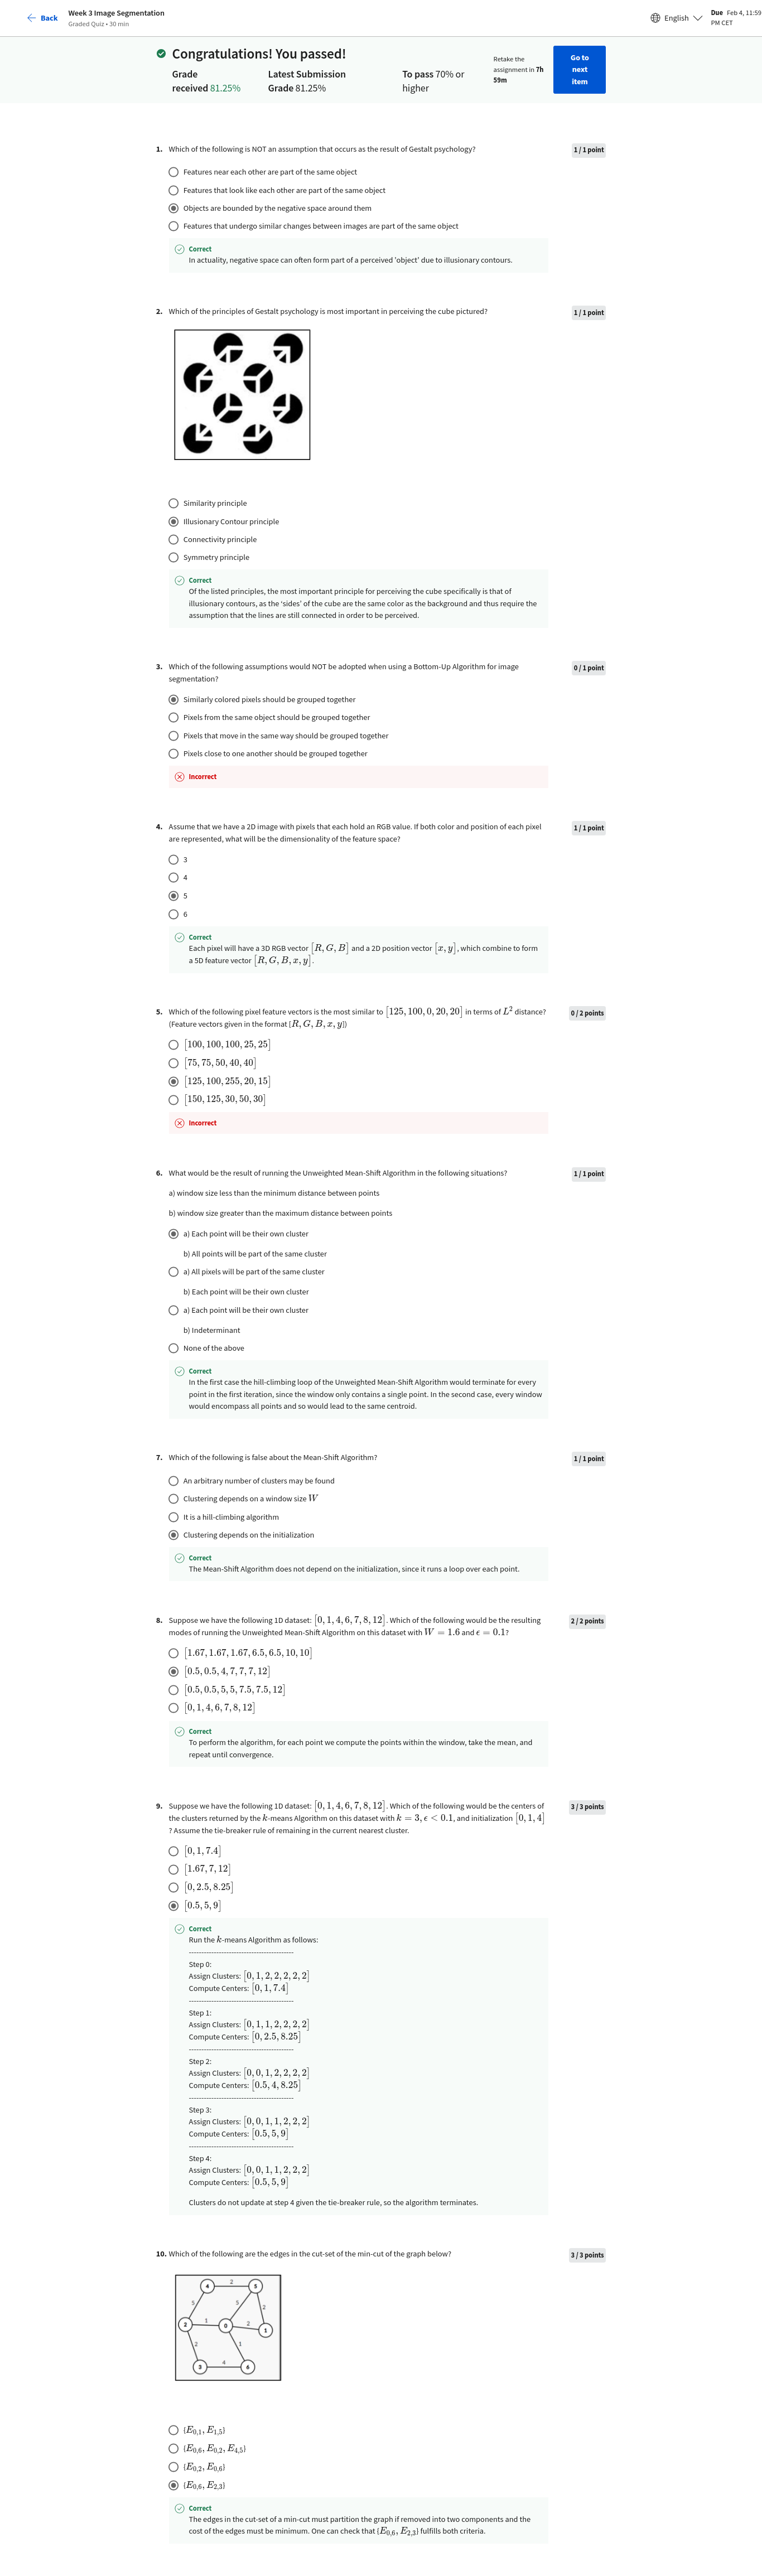 Back
Week 3 Image Segmentation
Graded Quiz • 30 min
English
Due Feb 4, 11:59
PM CET
Congratulations! You passed!
Grade
received 81.25%
Latest Submission
Grade 81.25%
To pass 70% or
higher
Retake the
assignment in 7h
59m
Go to
next
item
1. Which of the following is NOT an assumption that occurs as the result of Gestalt psychology?
1 / 1 point
Features near each other are part of the same object
Features that look like each other are part of the same object
Objects are bounded by the negative space around them
Features that undergo similar changes between images are part of the same object
Correct
In actuality, negative space can often form part of a perceived 'object' due to illusionary contours.
2. Which of the principles of Gestalt psychology is most important in perceiving the cube pictured?
1 / 1 point
Similarity principle
Illusionary Contour principle
Connectivity principle
Symmetry principle
Correct
Of the listed principles, the most important principle for perceiving the cube specifically is that of
illusionary contours, as the 'sides' of the cube are the same color as the background and thus require the
assumption that the lines are still connected in order to be perceived.
3. Which of the following assumptions would NOT be adopted when using a Bottom-Up Algorithm for image
segmentation?
0 / 1 point
Similarly colored pixels should be grouped together
Pixels from the same object should be grouped together
Pixels that move in the same way should be grouped together
Pixels close to one another should be grouped together
Incorrect
4. Assume that we have a 2D image with pixels that each hold an RGB value. If both color and position of each pixel
are represented, what will be the dimensionality of the feature space?
1 / 1 point
3
4
5
6
Correct
Each pixel will have a 3D RGB vector [R, G, B] and a 2D position vector [x, y], which combine to form
a 5D feature vector [R, G, B, x, y].
5. Which of the following pixel feature vectors is the most similar to [125, 100, 0, 20, 20] in terms of L² distance?
(Feature vectors given in the format [R, G, B, x, y])
0 / 2 points
[100, 100, 100, 25, 25]
[75, 75, 50, 40, 40]
[125, 100, 255, 20, 15]
[150, 125, 30, 50, 30]
Incorrect
6. What would be the result of running the Unweighted Mean-Shift Algorithm in the following situations?
1 / 1 point
a) window size less than the minimum distance between points
b) window size greater than the maximum distance between points
a) Each point will be their own cluster
b) All points will be part of the same cluster
a) All pixels will be part of the same cluster
b) Each point will be their own cluster
a) Each point will be their own cluster
b) Indeterminant
None of the above
Correct
In the first case the hill-climbing loop of the Unweighted Mean-Shift Algorithm would terminate for every
point in the first iteration, since the window only contains a single point. In the second case, every window
would encompass all points and so would lead to the same centroid.
7. Which of the following is false about the Mean-Shift Algorithm?
1 / 1 point
An arbitrary number of clusters may be found
Clustering depends on a window size W
It is a hill-climbing algorithm
Clustering depends on the initialization
Correct
The Mean-Shift Algorithm does not depend on the initialization, since it runs a loop over each point.
8. Suppose we have the following 1D dataset: [0, 1, 4, 6, 7, 8, 12]. Which of the following would be the resulting
modes of running the Unweighted Mean-Shift Algorithm on this dataset with W = 1.6 and ϵ = 0.1?
2 / 2 points
[1.67, 1.67, 1.67, 6.5, 6.5, 10, 10]
[0.5, 0.5, 4, 7, 7, 7, 12]
[0.5, 0.5, 5, 5, 7.5, 7.5, 12]
[0, 1, 4, 6, 7, 8, 12]
Correct
To perform the algorithm, for each point we compute the points within the window, take the mean, and
repeat until convergence.
9. Suppose we have the following 1D dataset: [0, 1, 4, 6, 7, 8, 12]. Which of the following would be the centers of
the clusters returned by the k-means Algorithm on this dataset with k = 3, ϵ < 0.1, and initialization [0, 1, 4]
? Assume the tie-breaker rule of remaining in the current nearest cluster.
3 / 3 points
[0, 1, 7.4]
[1.67, 7, 12]
[0, 2.5, 8.25]
[0.5, 5, 9]
Correct
Run the k-means Algorithm as follows:
------------------------------------------
Step 0:
Assign Clusters: [0, 1, 2, 2, 2, 2, 2]
Compute Centers: [0, 1, 7.4]
------------------------------------------
Step 1:
Assign Clusters: [0, 1, 1, 2, 2, 2, 2]
Compute Centers: [0, 2.5, 8.25]
------------------------------------------
Step 2:
Assign Clusters: [0, 0, 1, 2, 2, 2, 2]
Compute Centers: [0.5, 4, 8.25]
------------------------------------------
Step 3:
Assign Clusters: [0, 0, 1, 1, 2, 2, 2]
Compute Centers: [0.5, 5, 9]
------------------------------------------
Step 4:
Assign Clusters: [0, 0, 1, 1, 2, 2, 2]
Compute Centers: [0.5, 5, 9]
Clusters do not update at step 4 given the tie-breaker rule, so the algorithm terminates.
10. Which of the following are the edges in the cut-set of the min-cut of the graph below?
3 / 3 points
4 2 5
5 5 2
2 1 0 2 1
2 1
3 4 6
{E0,1, E1,5}
{E0,6, E0,2, E4,5}
{E0,2, E0,6}
{E0,6, E2,3}
Correct
The edges in the cut-set of a min-cut must partition the graph if removed into two components and the
cost of the edges must be minimum. One can check that {E0,6, E2,3} fulfills both criteria.